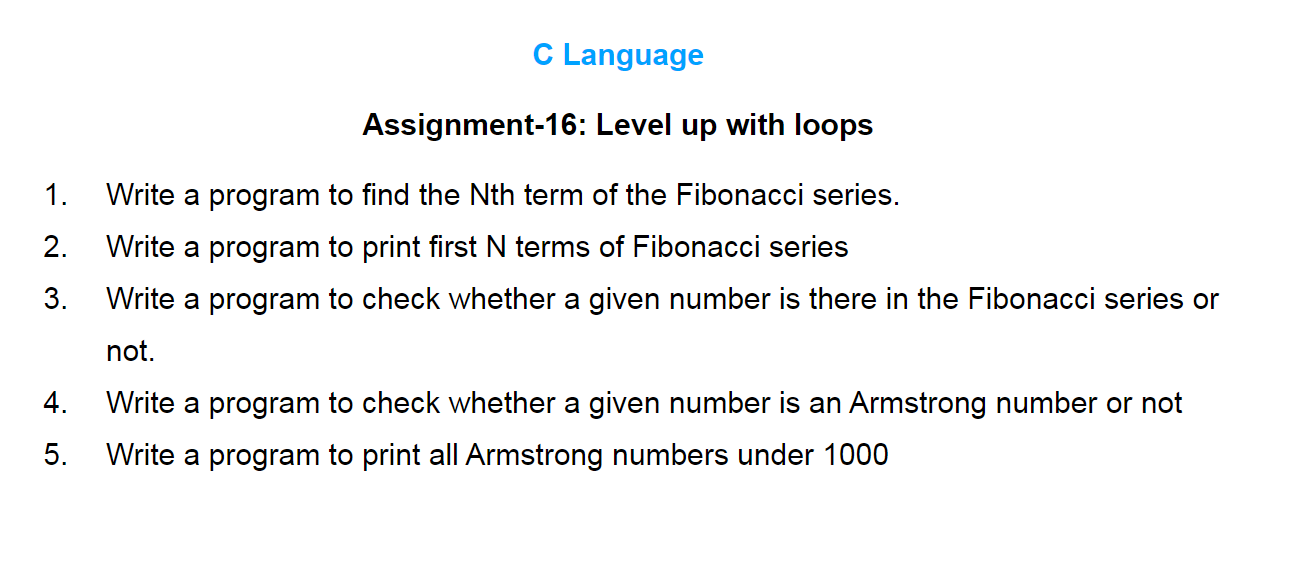 C Language
Assignment-16: Level up with loops
1. Write a program to find the Nth term of the Fibonacci series.
2. Write a program to print first N terms of Fibonacci series
3. Write a program to check whether a given number is there in the Fibonacci series or
not.
4. Write a program to check whether a given number is an Armstrong number or not
5. Write a program to print all Armstrong numbers under 1000